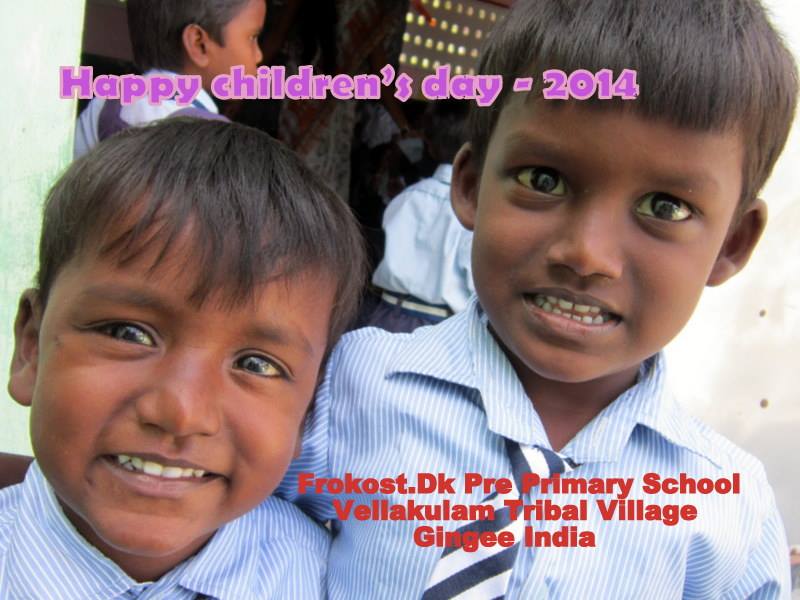 Happy children's day - 2014
Frokost.Dk Pre Primary School
Vellakulam Tribal Village
Gingee India